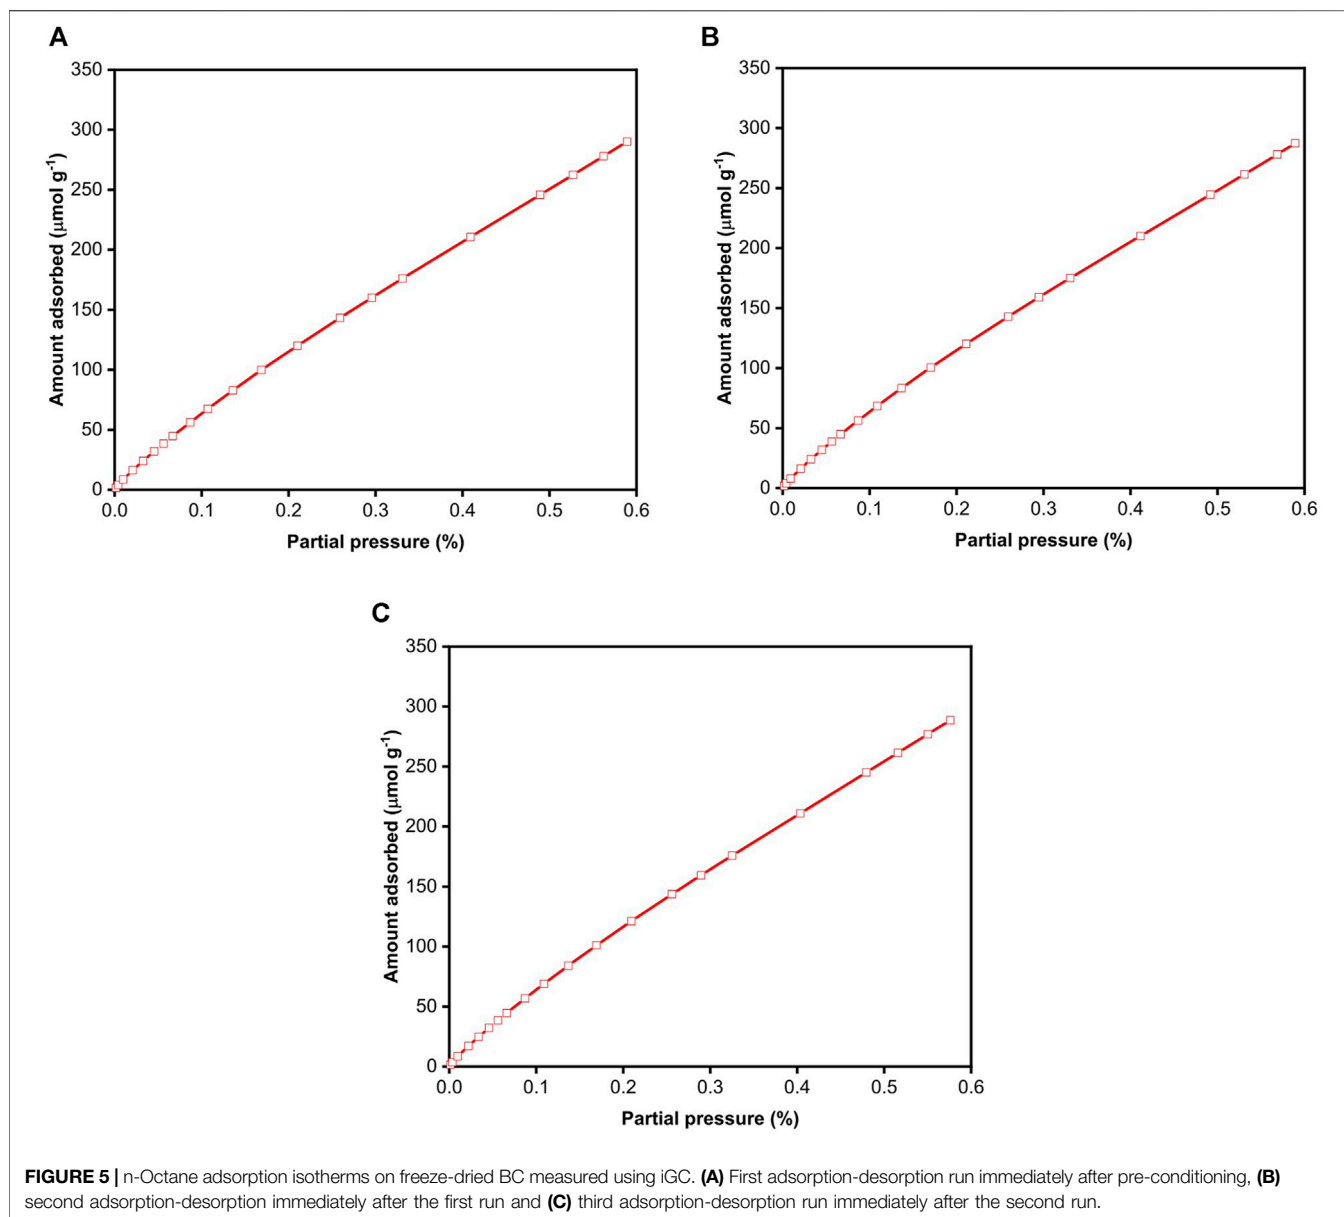 A
350
300
250
200
150
100
50
0
Amount adsorbed (μmol g⁻¹)
0.0 0.1 0.2 0.3 0.4 0.5 0.6
Partial pressure (%)
B
350
300
250
200
150
100
50
0
Amount adsorbed (μmol g⁻¹)
0.0 0.1 0.2 0.3 0.4 0.5 0.6
Partial pressure (%)
C
350
300
250
200
150
100
50
0
Amount adsorbed (μmol g⁻¹)
0.0 0.1 0.2 0.3 0.4 0.5 0.6
Partial pressure (%)
FIGURE 5 | n-Octane adsorption isotherms on freeze-dried BC measured using iGC. (A) First adsorption-desorption run immediately after pre-conditioning, (B)
second adsorption-desorption immediately after the first run and (C) third adsorption-desorption run immediately after the second run.